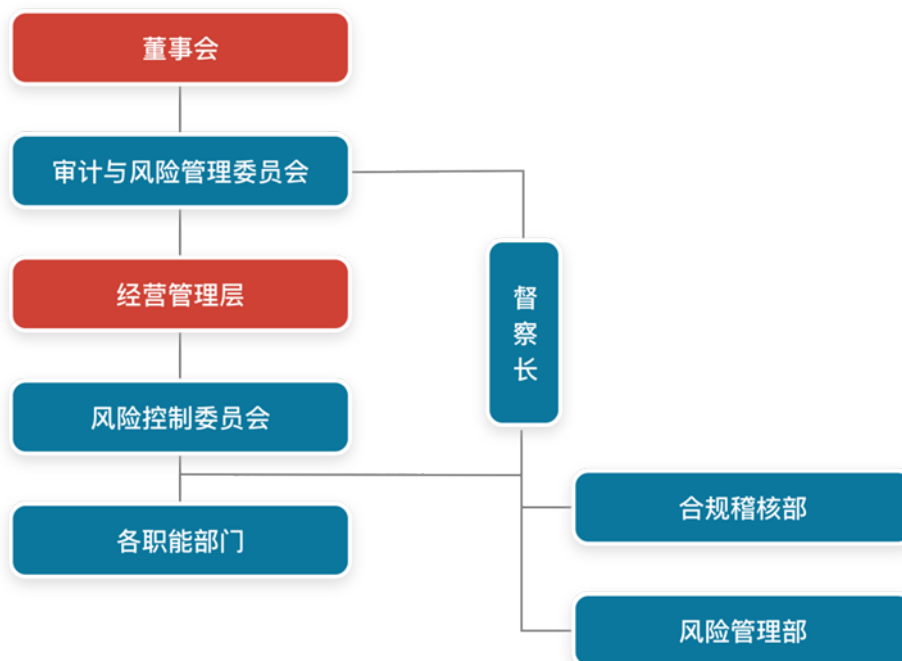 董事会
审计与风险管理委员会
经营管理层
督察长
风险控制委员会
合规稽核部
各职能部门
风险管理部